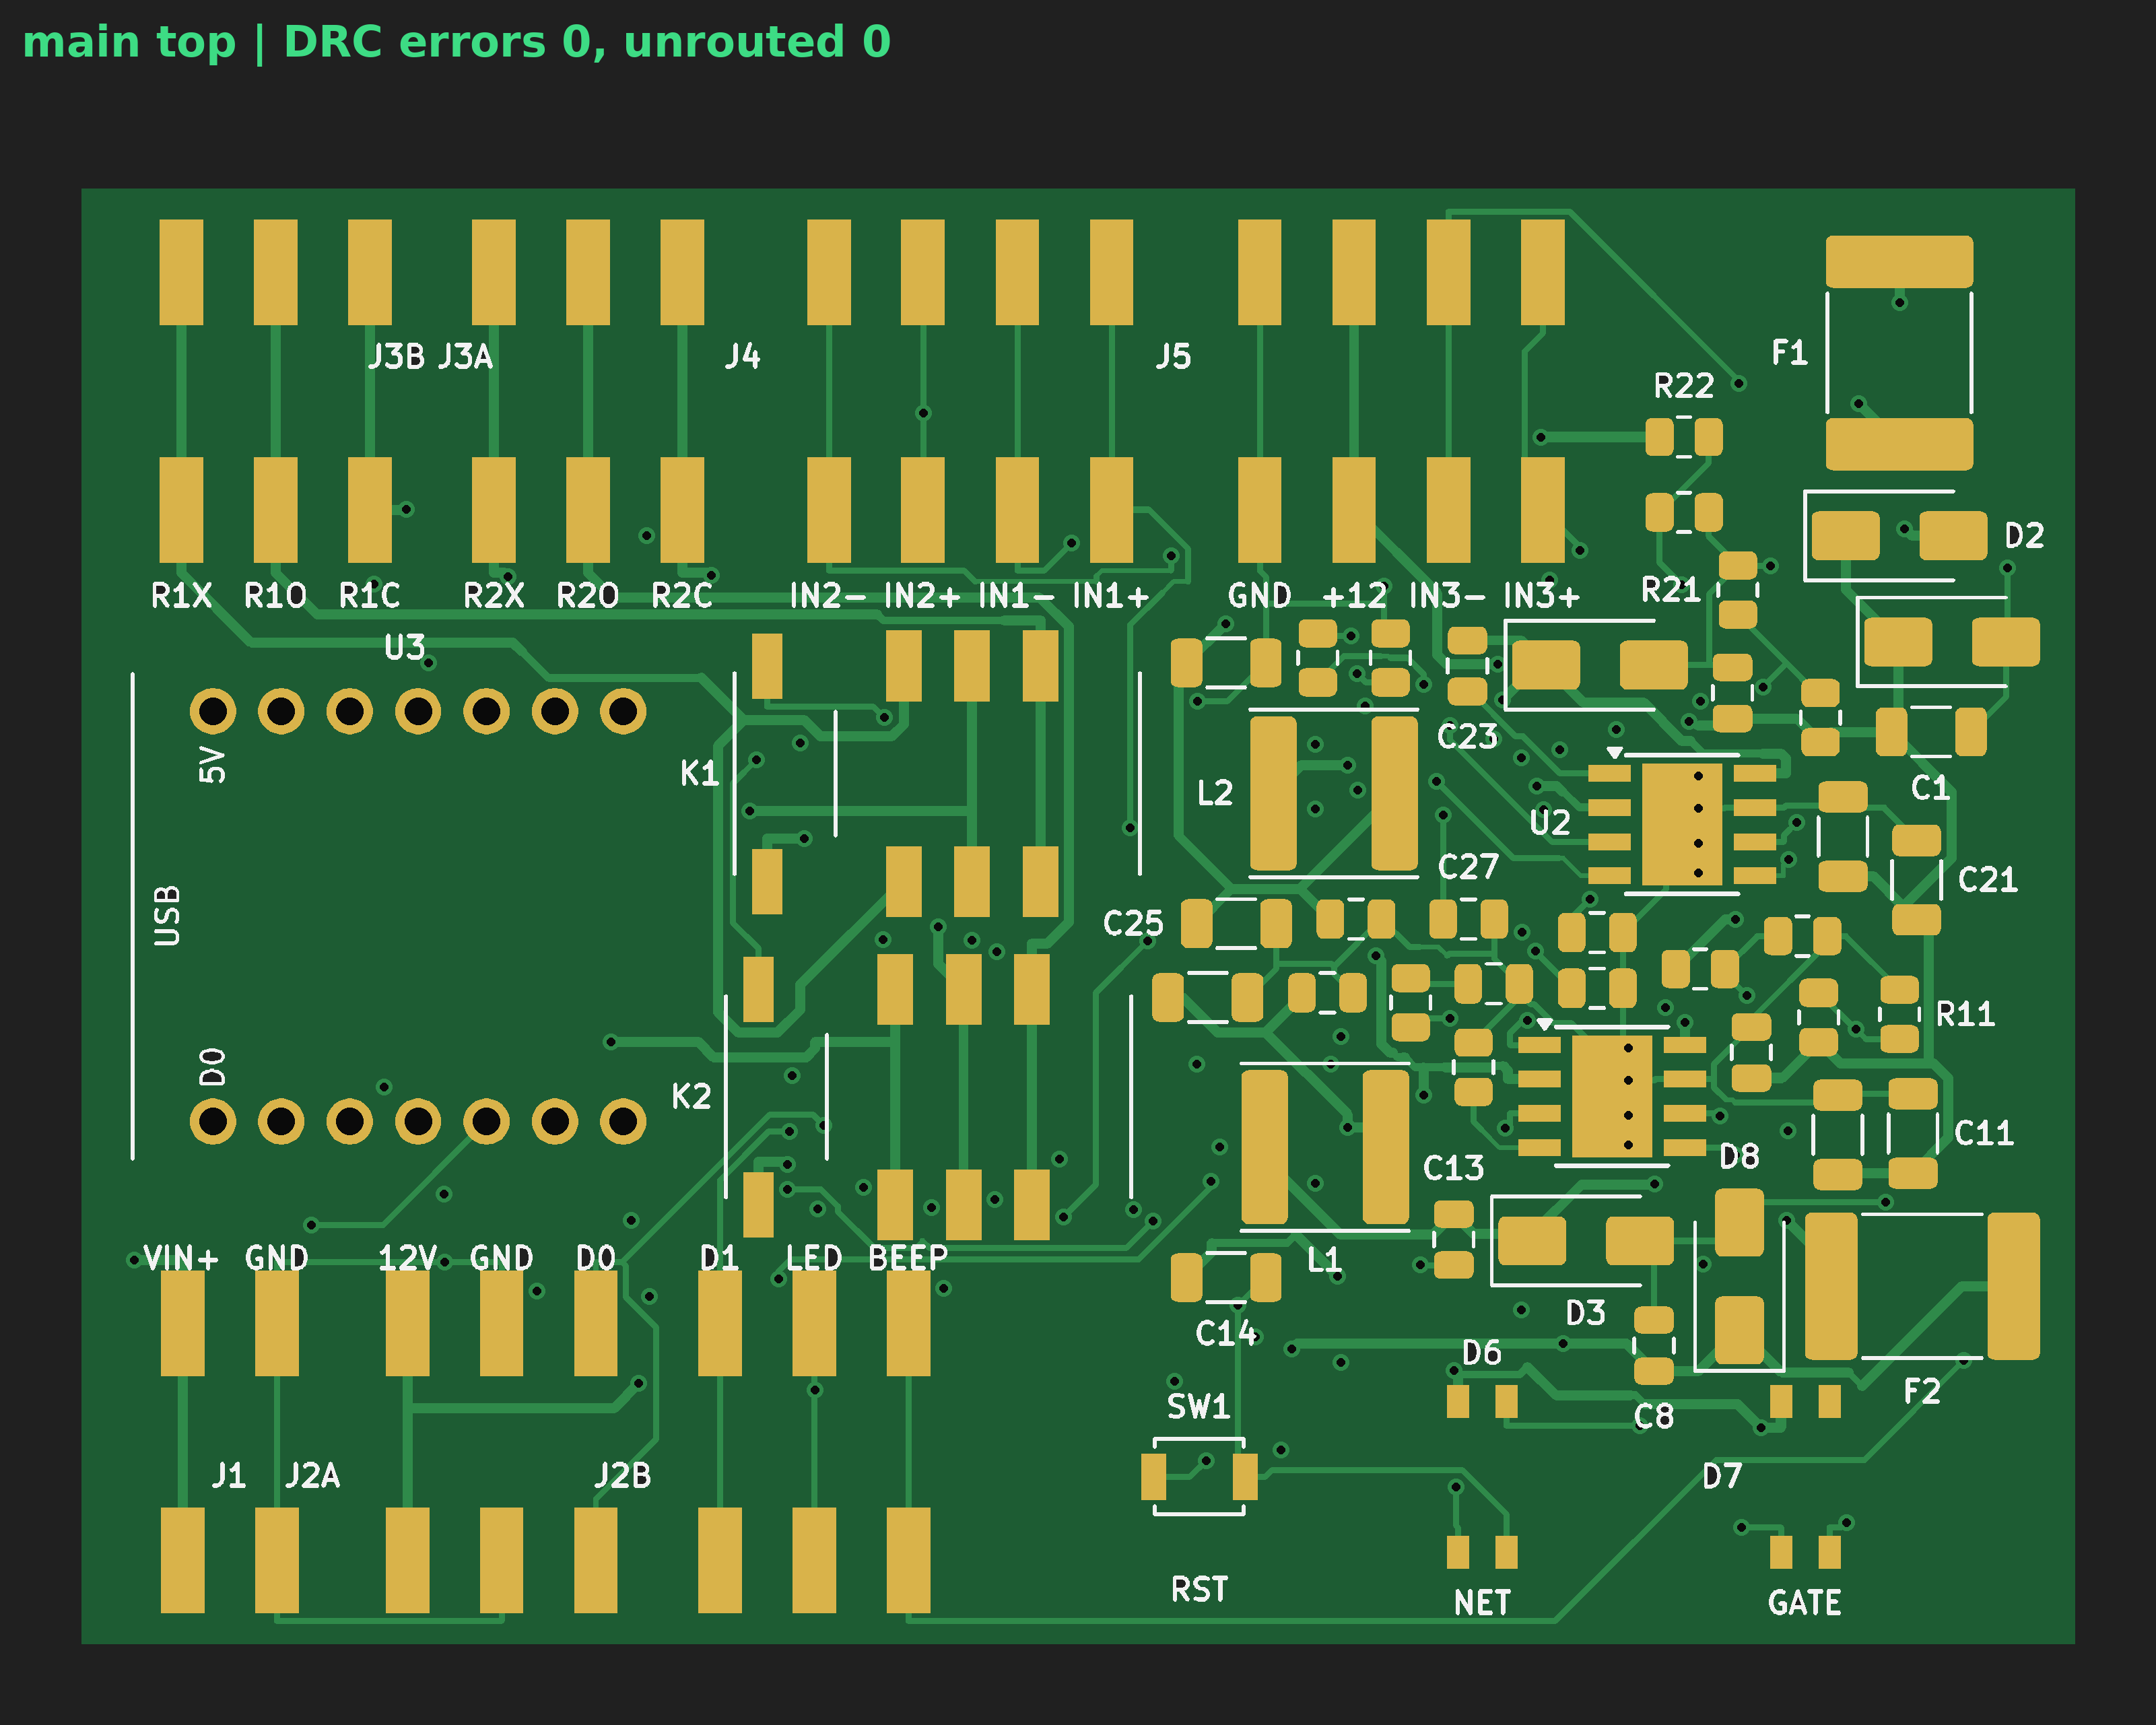 main top | DRC errors 0, unrouted 0
J3B J3A J4 J5 F1
R22
D2
R1X R1O R1C R2X R2O R2C IN2- IN2+ IN1- IN1+ GND +12 IN3- IN3+ R21
U3
5V K1 L2 C23 C1
U2
C27 C21
USB C25
R11
D0 K2
C13 D8 C11
VIN+ GND 12V GND D0 D1 LED BEEP L1
C14 D3
D6
SW1 C8 F2
J1 J2A J2B D7
RST NET GATE